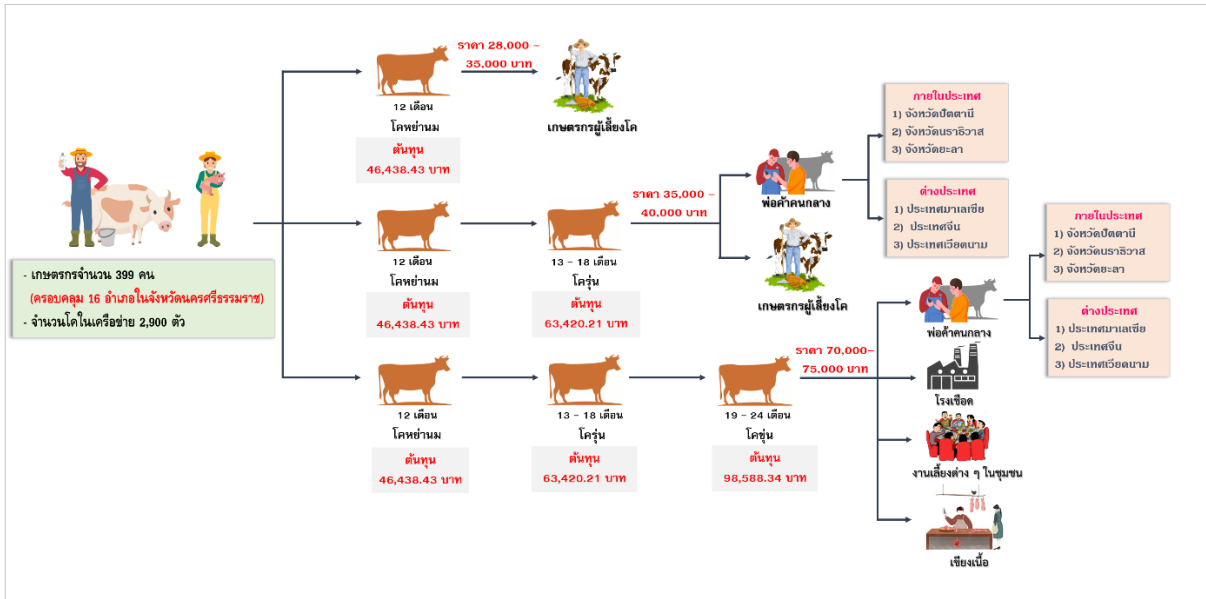 - เกษตรกรจำนวน 399 คน
(ครอบคลุม 16 อำเภอในจังหวัดนครศรีธรรมราช)
- จำนวนโคในเครือข่าย 2,900 ตัว
12 เดือน
โคหย่านม
ต้นทุน
46,438.43 บาท
ราคา 28,000 –
35,000 บาท
เกษตรกรผู้เลี้ยงโค
12 เดือน
โคหย่านม
ต้นทุน
46,438.43 บาท
13 – 18 เดือน
โครุ่น
ต้นทุน
63,420.21 บาท
ราคา 35,000 –
40,000 บาท
พ่อค้าคนกลาง
เกษตรกรผู้เลี้ยงโค
ภายในประเทศ
1) จังหวัดปัตตานี
2) จังหวัดนราธิวาส
3) จังหวัดยะลา
ต่างประเทศ
1) ประเทศมาเลเซีย
2) ประเทศจีน
3) ประเทศเวียดนาม
12 เดือน
โคหย่านม
ต้นทุน
46,438.43 บาท
13 – 18 เดือน
โครุ่น
ต้นทุน
63,420.21 บาท
19 – 24 เดือน
โคขุน
ต้นทุน
98,588.34 บาท
ราคา 70,000–
75,000 บาท
พ่อค้าคนกลาง
โรงเชือด
งานเลี้ยงต่าง ๆ ในชุมชน
เขียงเนื้อ
ภายในประเทศ
1) จังหวัดปัตตานี
2) จังหวัดนราธิวาส
3) จังหวัดยะลา
ต่างประเทศ
1) ประเทศมาเลเซีย
2) ประเทศจีน
3) ประเทศเวียดนาม